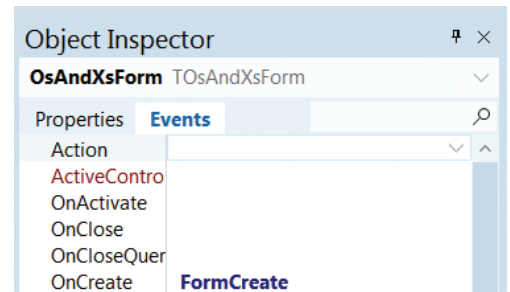 Object Inspector
OsAndXsForm TOsAndXsForm
Properties Events
Action
ActiveContro
OnActivate
OnClose
OnCloseQuer
OnCreate FormCreate